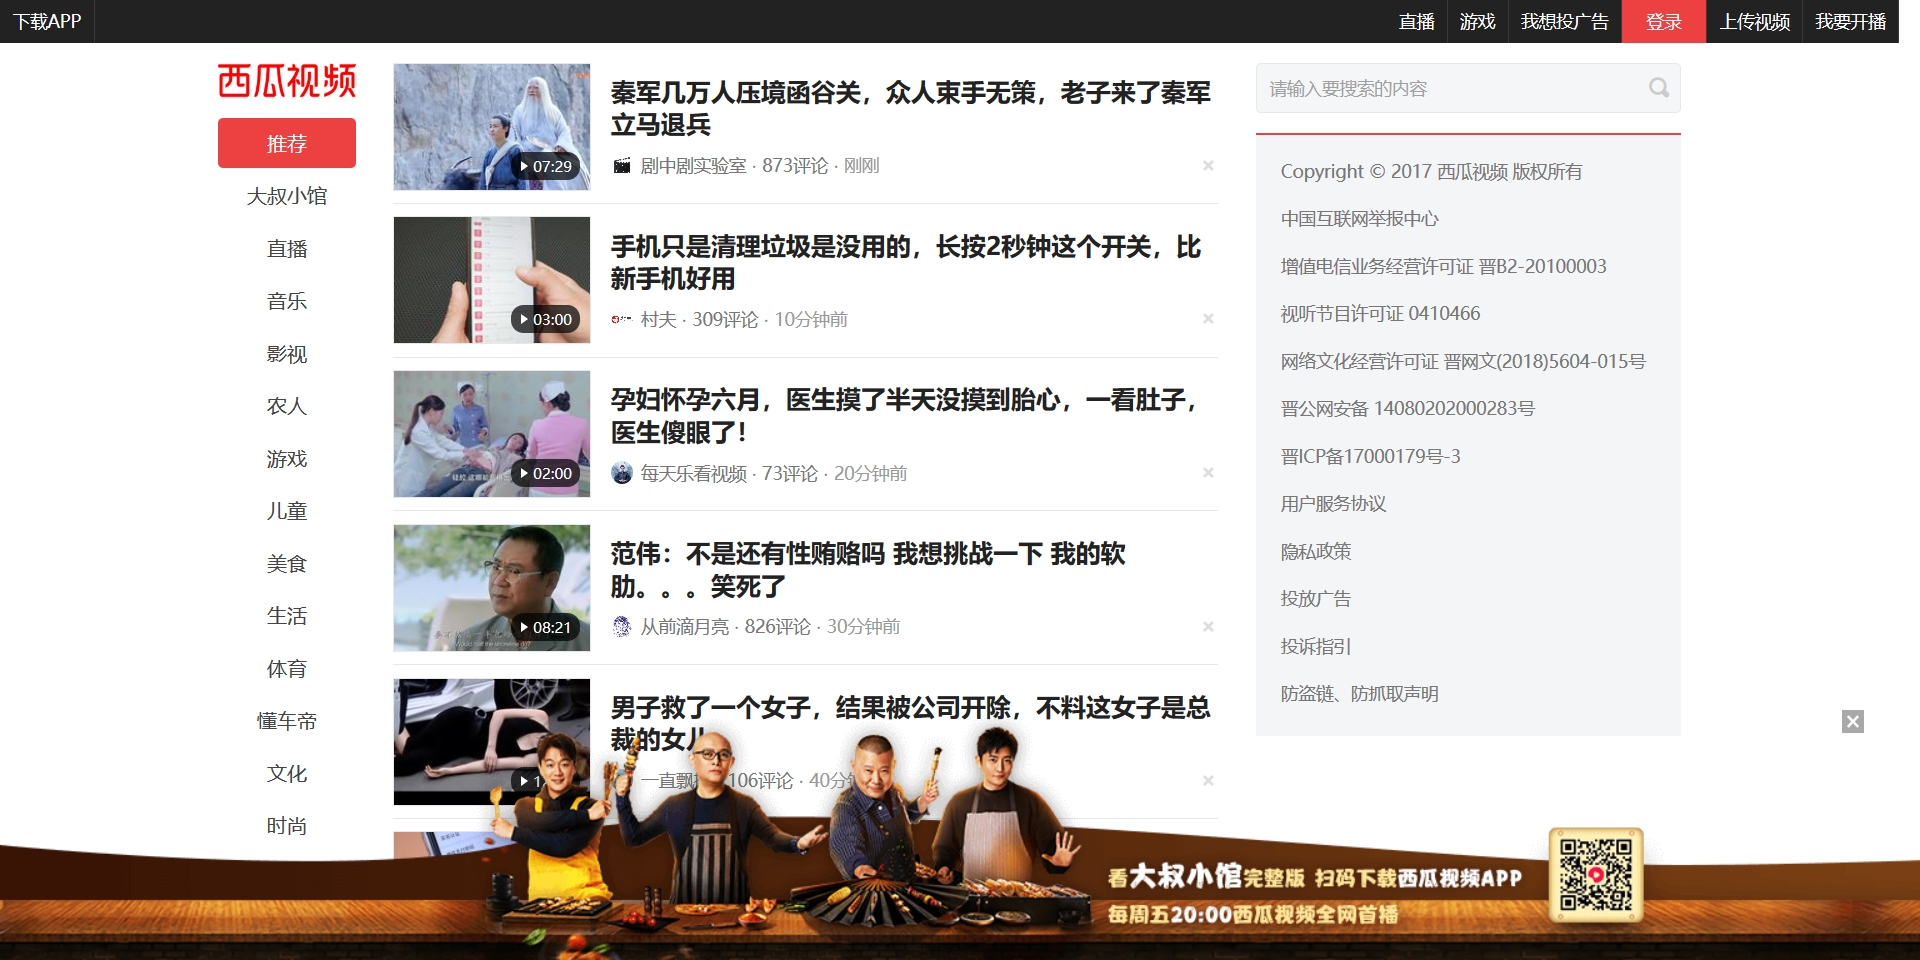 下载APP
直播
游戏
我想投广告
登录
上传视频
我要开播
西瓜视频
推荐
大叔小馆
直播
音乐
影视
农人
游戏
儿童
美食
生活
体育
懂车帝
文化
时尚
07:29
秦军几万人压境函谷关，众人束手无策，老子来了秦军
立马退兵
剧中剧实验室 · 873评论 · 刚刚
03:00
手机只是清理垃圾是没用的，长按2秒钟这个开关，比
新手机好用
村夫 · 309评论 · 10分钟前
02:00
孕妇怀孕六月，医生摸了半天没摸到胎心，一看肚子，
医生傻眼了！
每天乐看视频 · 73评论 · 20分钟前
08:21
范伟：不是还有性贿赂吗 我想挑战一下 我的软
肋。。。笑死了
从前滴月亮 · 826评论 · 30分钟前
男子救了一个女子，结果被公司开除，不料这女子是总
裁的女儿
一直飘 106评论 · 40分
请输入要搜索的内容
Copyright © 2017 西瓜视频 版权所有
中国互联网举报中心
增值电信业务经营许可证 晋B2-20100003
视听节目许可证 0410466
网络文化经营许可证 晋网文(2018)5604-015号
晋公网安备 14080202000283号
晋ICP备17000179号-3
用户服务协议
隐私政策
投放广告
投诉指引
防盗链、防抓取声明
看大叔小馆完整版 扫码下载西瓜视频APP
每周五20:00西瓜视频全网首播